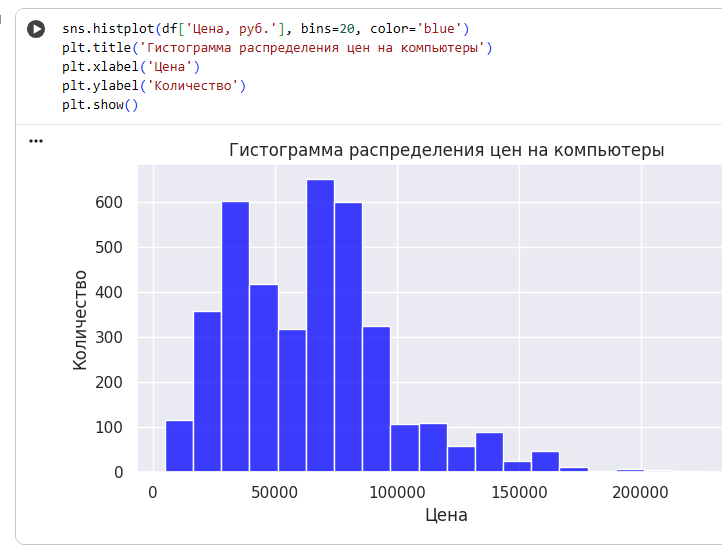 sns.histplot(df['Цена, руб.'], bins=20, color='blue')
plt.title('Гистограмма распределения цен на компьютеры')
plt.xlabel('Цена')
plt.ylabel('Количество')
plt.show()
Гистограмма распределения цен на компьютеры
600
500
400
300
200
100
0
Количество
0 50000 100000 150000 200000
Цена